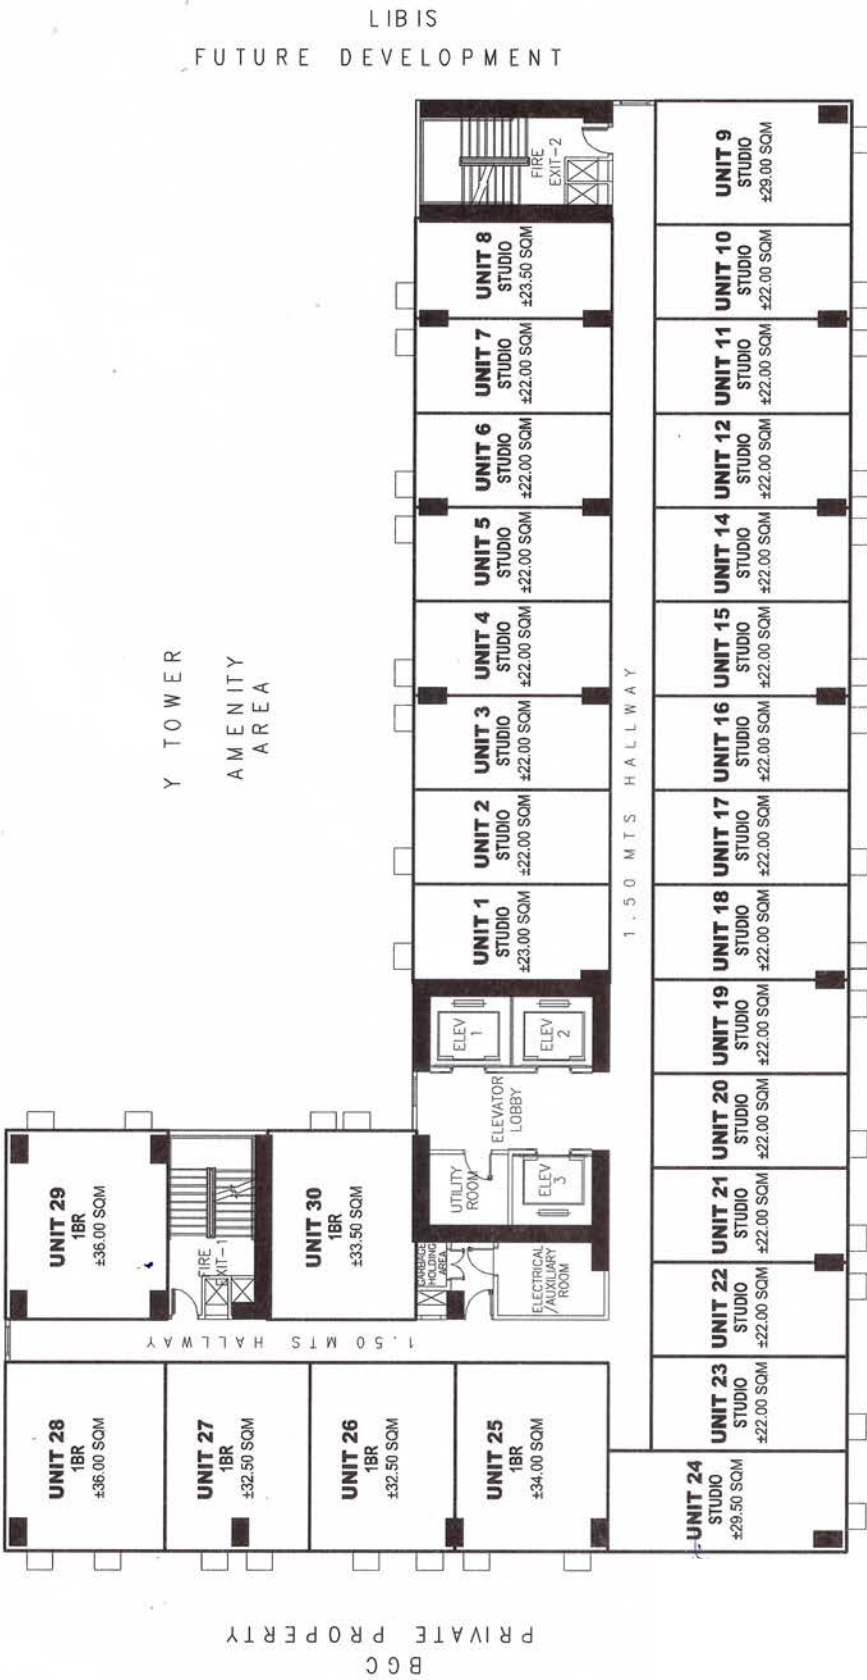 LIBIS
FUTURE DEVELOPMENT
FIRE
EXIT-2
UNIT 9
STUDIO
±29.00 SQM
UNIT 8
STUDIO
±23.50 SQM
UNIT 10
STUDIO
±22.00 SQM
UNIT 7
STUDIO
±22.00 SQM
UNIT 11
STUDIO
±22.00 SQM
UNIT 6
STUDIO
±22.00 SQM
UNIT 12
STUDIO
±22.00 SQM
UNIT 5
STUDIO
±22.00 SQM
UNIT 14
STUDIO
±22.00 SQM
Y TOWER
AMENITY
AREA
UNIT 4
STUDIO
±22.00 SQM
UNIT 15
STUDIO
±22.00 SQM
UNIT 3
STUDIO
±22.00 SQM
1.50 MTS HALLWAY
UNIT 16
STUDIO
±22.00 SQM
UNIT 2
STUDIO
±22.00 SQM
UNIT 17
STUDIO
±22.00 SQM
UNIT 1
STUDIO
±23.00 SQM
UNIT 18
STUDIO
±22.00 SQM
ELEV
1
ELEV
2
UNIT 19
STUDIO
±22.00 SQM
ELEVATOR
LOBBY
UNIT 20
STUDIO
±22.00 SQM
UNIT 29
1BR
±36.00 SQM
FIRE
EXIT-1
UNIT 30
1BR
±33.50 SQM
UTILITY
ROOM
ELEV
3
UNIT 21
STUDIO
±22.00 SQM
GARBAGE
HOLDING
AREA
ELECTRICAL
/AUXILIARY
ROOM
UNIT 22
STUDIO
±22.00 SQM
1.50 MTS HALLWAY
UNIT 23
STUDIO
±22.00 SQM
UNIT 28
1BR
±36.00 SQM
UNIT 27
1BR
±32.50 SQM
UNIT 26
1BR
±32.50 SQM
UNIT 25
1BR
±34.00 SQM
UNIT 24
STUDIO
±29.50 SQM
BGC
PRIVATE PROPERTY